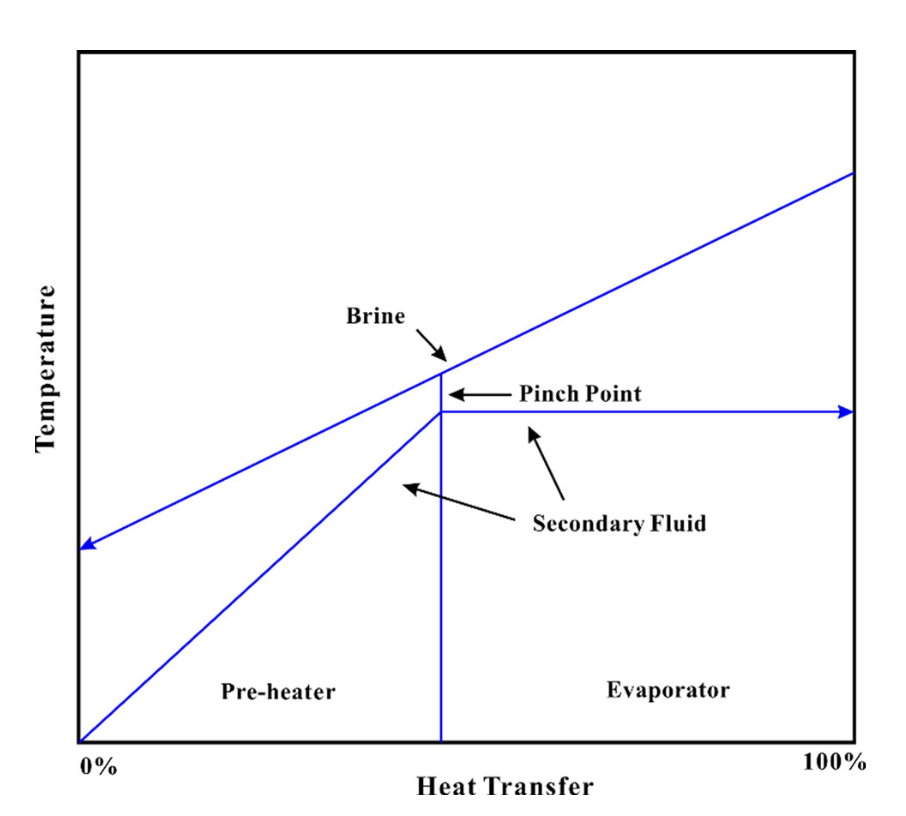 Brine
Pinch Point
Temperature
Secondary Fluid
Pre-heater
Evaporator
0%
100%
Heat Transfer